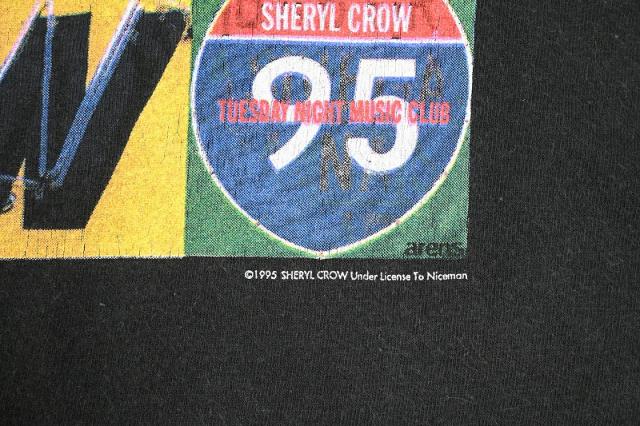 SHERYL CROW
95
TUESDAY NIGHT MUSIC CLUB
arens
©1995 SHERYL CROW Under License To Niceman